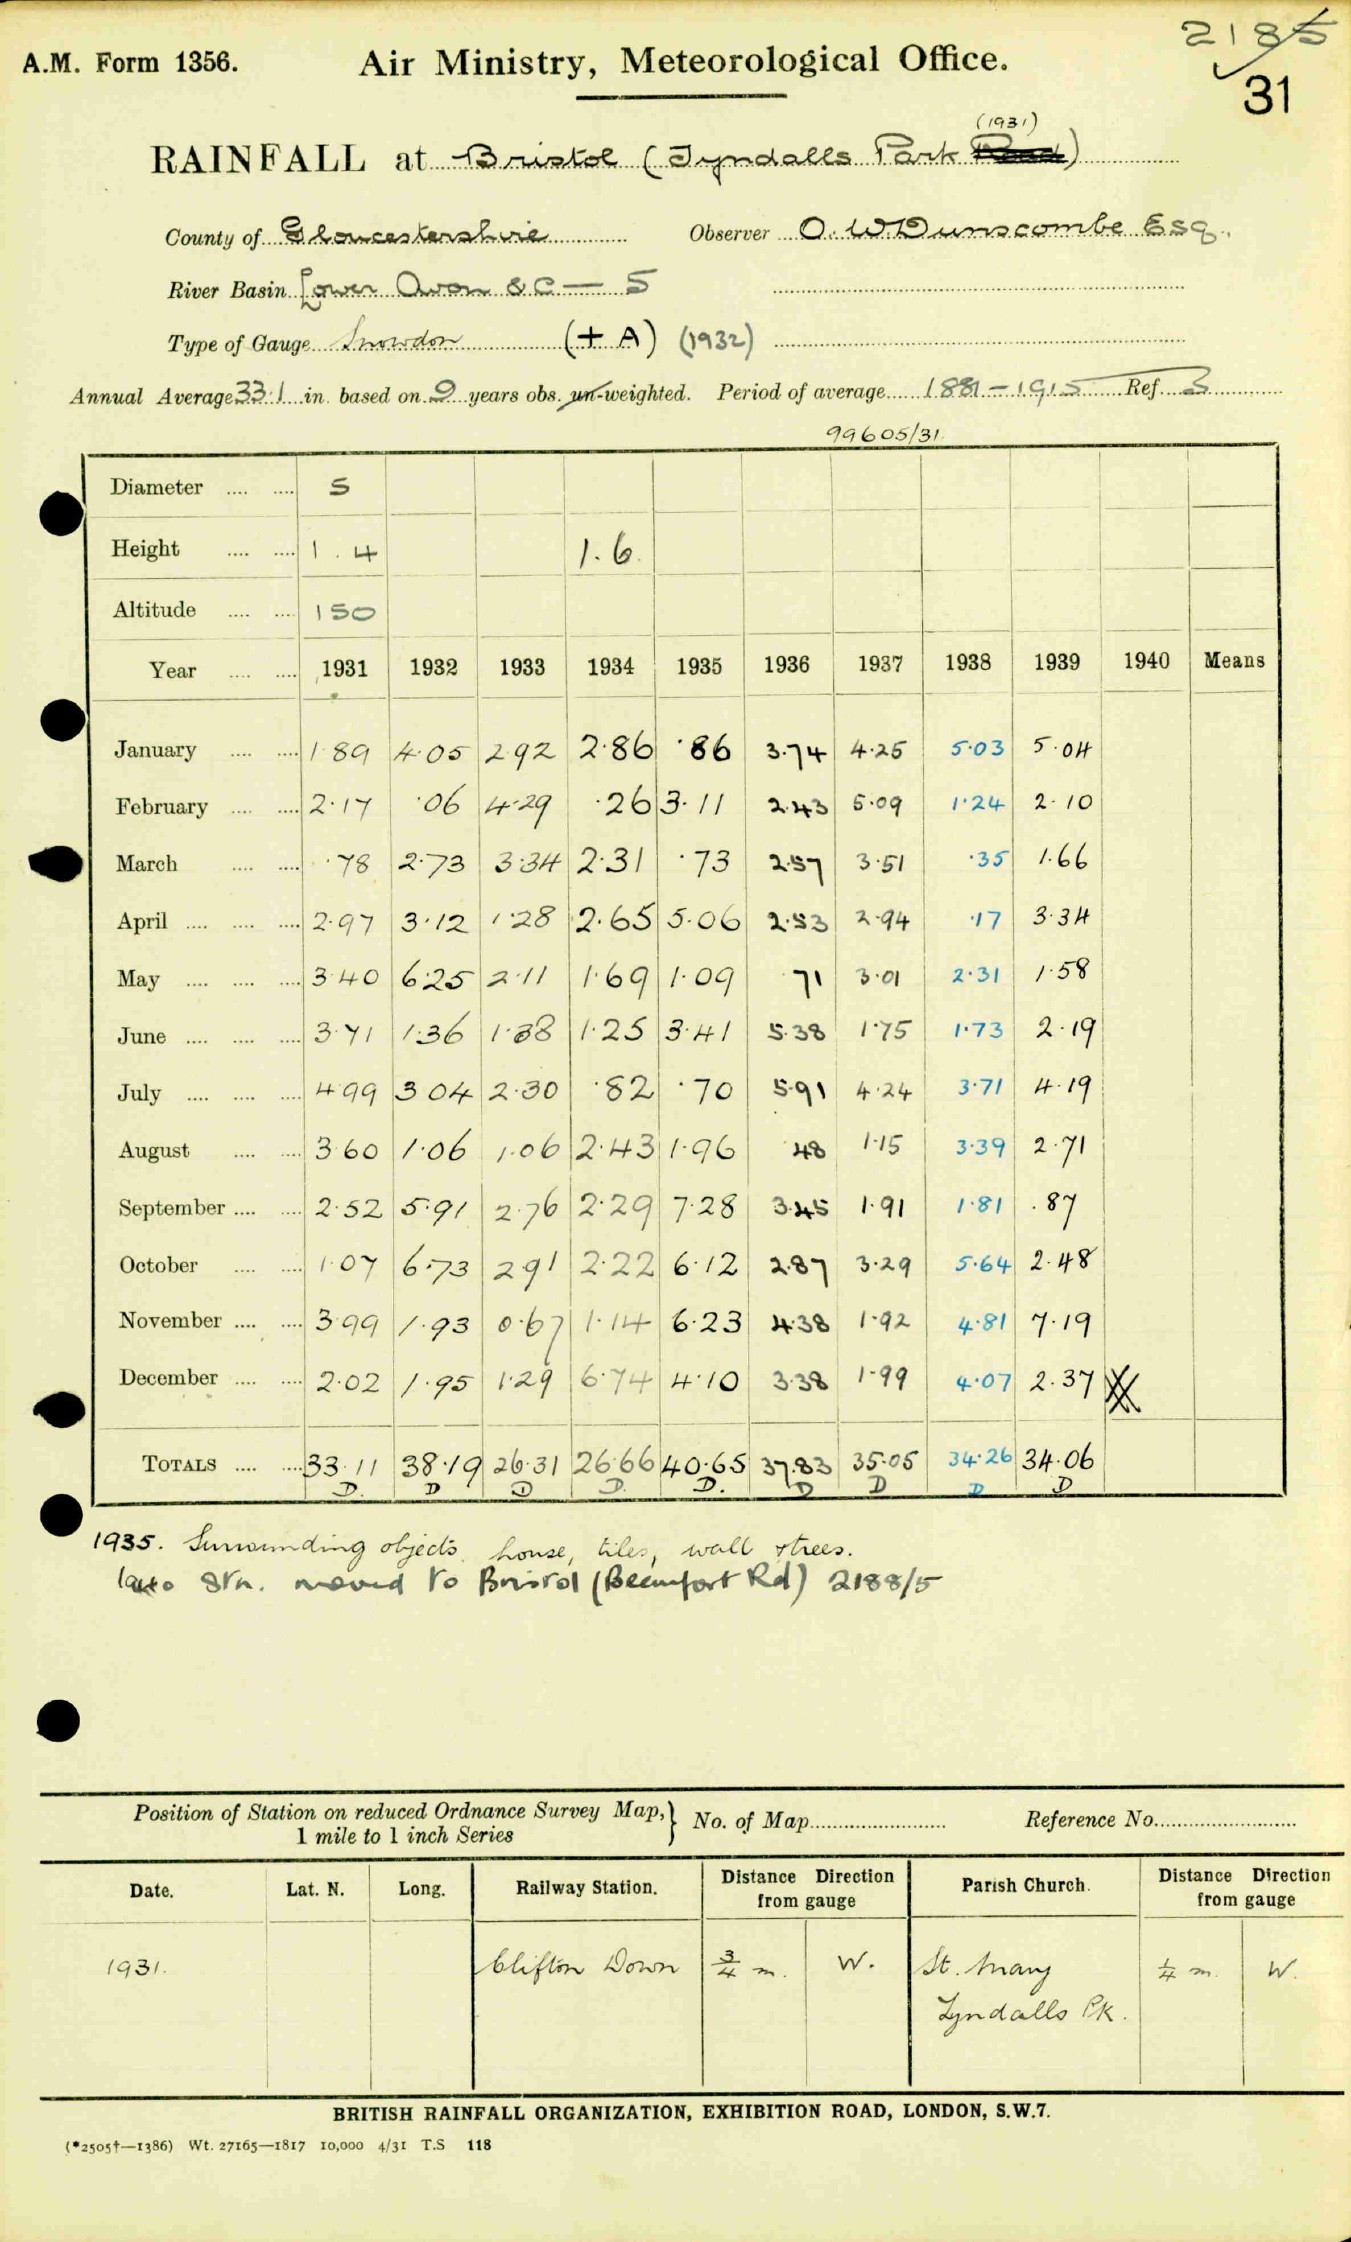 2185
31
A.M. Form 1356.
Air Ministry, Meteorological Office.
(1931)
RAINFALL at Bristol (Tyndalls Park Road)
County of Gloucestershire Observer O. W. Dunscombe Esq.
River Basin Lower Avon &C — 5
Type of Gauge Snowdon (+ A) (1932)
Annual Average 33.1 in. based on 9 years obs. un-weighted. Period of average 1881-1915 Ref. 3
99605/31
Diameter 5
Height 1.4 1.6
Altitude 150
Year 1931 1932 1933 1934 1935 1936 1937 1938 1939 1940 Means
January 1.89 4.05 2.92 2.86 .86 3.74 4.25 5.03 5.04
February 2.17 .06 4.29 .26 3.11 2.43 5.09 1.24 2.10
March .78 2.73 3.34 2.31 .73 2.57 3.51 .35 1.66
April 2.97 3.12 1.28 2.65 5.06 2.53 2.94 .17 3.34
May 3.40 6.25 2.11 1.69 1.09 71 3.01 2.31 1.58
June 3.71 1.36 1.38 1.25 3.41 5.38 1.75 1.73 2.19
July 4.99 3.04 2.30 .82 .70 5.91 4.24 3.71 4.19
August 3.60 1.06 1.06 2.43 1.96 .48 1.15 3.39 2.71
September 2.52 5.91 2.76 2.29 7.28 3.45 1.91 1.81 .87
October 1.07 6.73 2.91 2.22 6.12 2.87 3.29 5.64 2.48
November 3.99 1.93 0.67 1.14 6.23 4.38 1.92 4.81 7.19
December 2.02 1.95 1.29 6.74 4.10 3.38 1.99 4.07 2.37
TOTALS 33.11 38.19 26.31 26.66 40.65 37.83 35.05 34.26 34.06
D. D D D. D. D D D D
1935. Surrounding objects, house, tiles, wall & trees.
Stn. moved to Bristol (Beaufort Rd) 2188/5
Position of Station on reduced Ordnance Survey Map, 1 mile to 1 inch Series } No. of Map Reference No.
Date. Lat. N. Long. Railway Station. Distance Direction from gauge Parish Church. Distance Direction from gauge
1931. Clifton Down 3/4 m. W. St. Mary 1/4 m. W.
Tyndalls Pk.
BRITISH RAINFALL ORGANIZATION, EXHIBITION ROAD, LONDON, S.W.7.
(*2505†—1386) Wt. 27165—1817 10,000 4/31 T.S 118